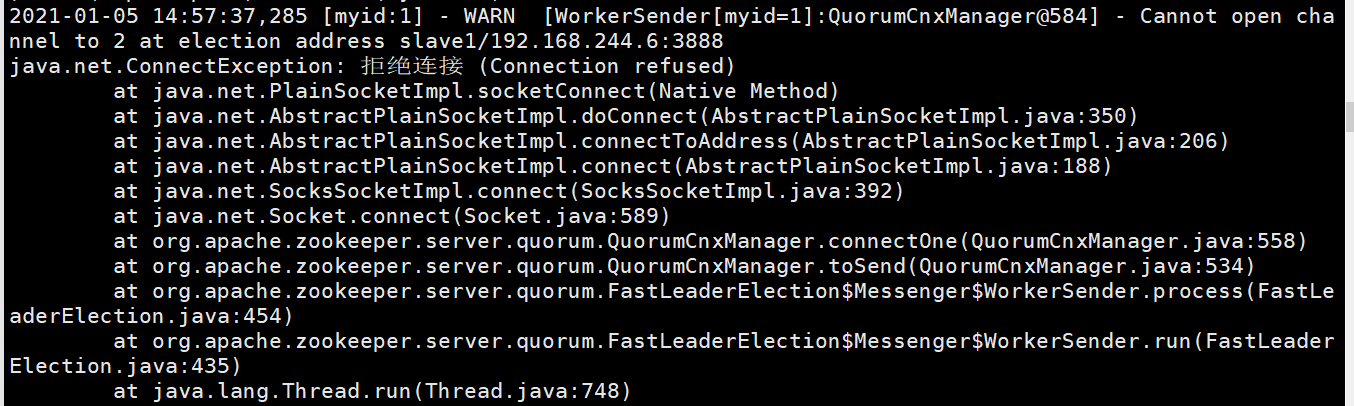 2021-01-05 14:57:37,285 [myid:1] - WARN  [WorkerSender[myid=1]:QuorumCnxManager@584] - Cannot open cha
nnel to 2 at election address slave1/192.168.244.6:3888
java.net.ConnectException: 拒绝连接 (Connection refused)
        at java.net.PlainSocketImpl.socketConnect(Native Method)
        at java.net.AbstractPlainSocketImpl.doConnect(AbstractPlainSocketImpl.java:350)
        at java.net.AbstractPlainSocketImpl.connectToAddress(AbstractPlainSocketImpl.java:206)
        at java.net.AbstractPlainSocketImpl.connect(AbstractPlainSocketImpl.java:188)
        at java.net.SocksSocketImpl.connect(SocksSocketImpl.java:392)
        at java.net.Socket.connect(Socket.java:589)
        at org.apache.zookeeper.server.quorum.QuorumCnxManager.connectOne(QuorumCnxManager.java:558)
        at org.apache.zookeeper.server.quorum.QuorumCnxManager.toSend(QuorumCnxManager.java:534)
        at org.apache.zookeeper.server.quorum.FastLeaderElection$Messenger$WorkerSender.process(FastLe
aderElection.java:454)
        at org.apache.zookeeper.server.quorum.FastLeaderElection$Messenger$WorkerSender.run(FastLeader
Election.java:435)
        at java.lang.Thread.run(Thread.java:748)